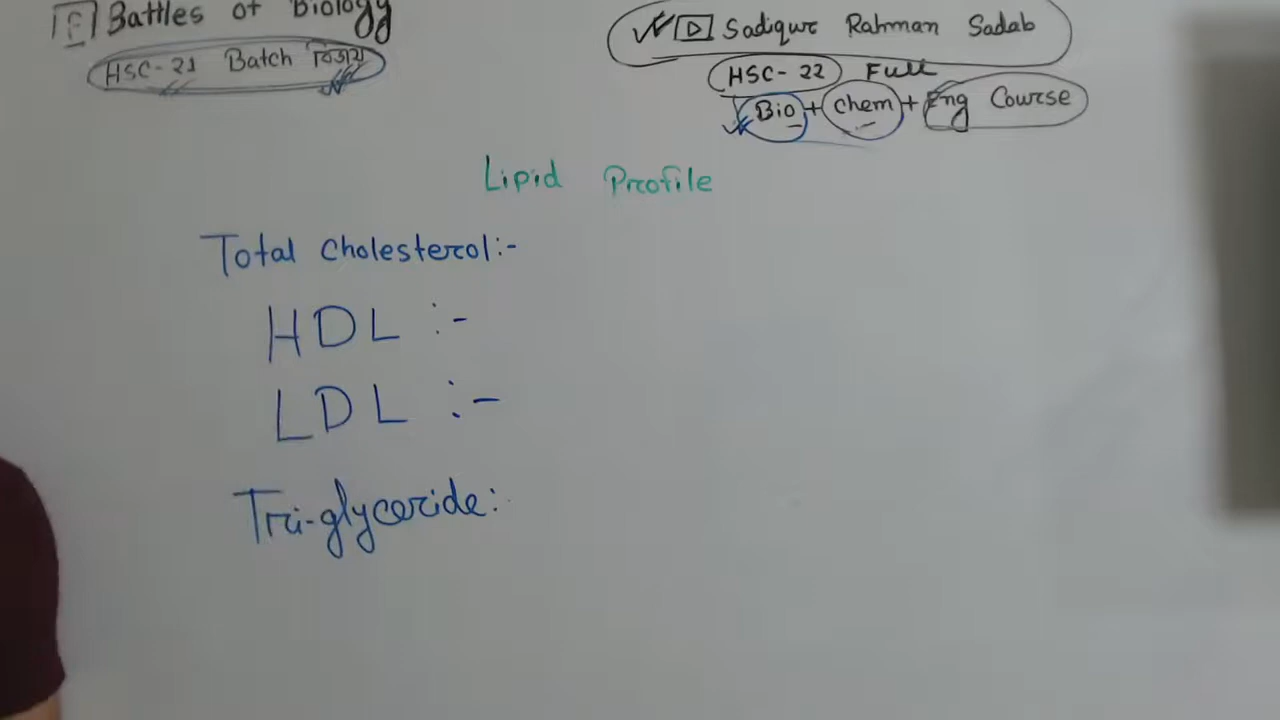 F Battles of Biology
HSC-21 Batch বিজয়
Sadiqur Rahman Sadab
HSC-22 Full
Bio + Chem + Eng Course
Lipid Profile
Total Cholesterol:-
HDL :-
LDL :-
Tri-glyceride: